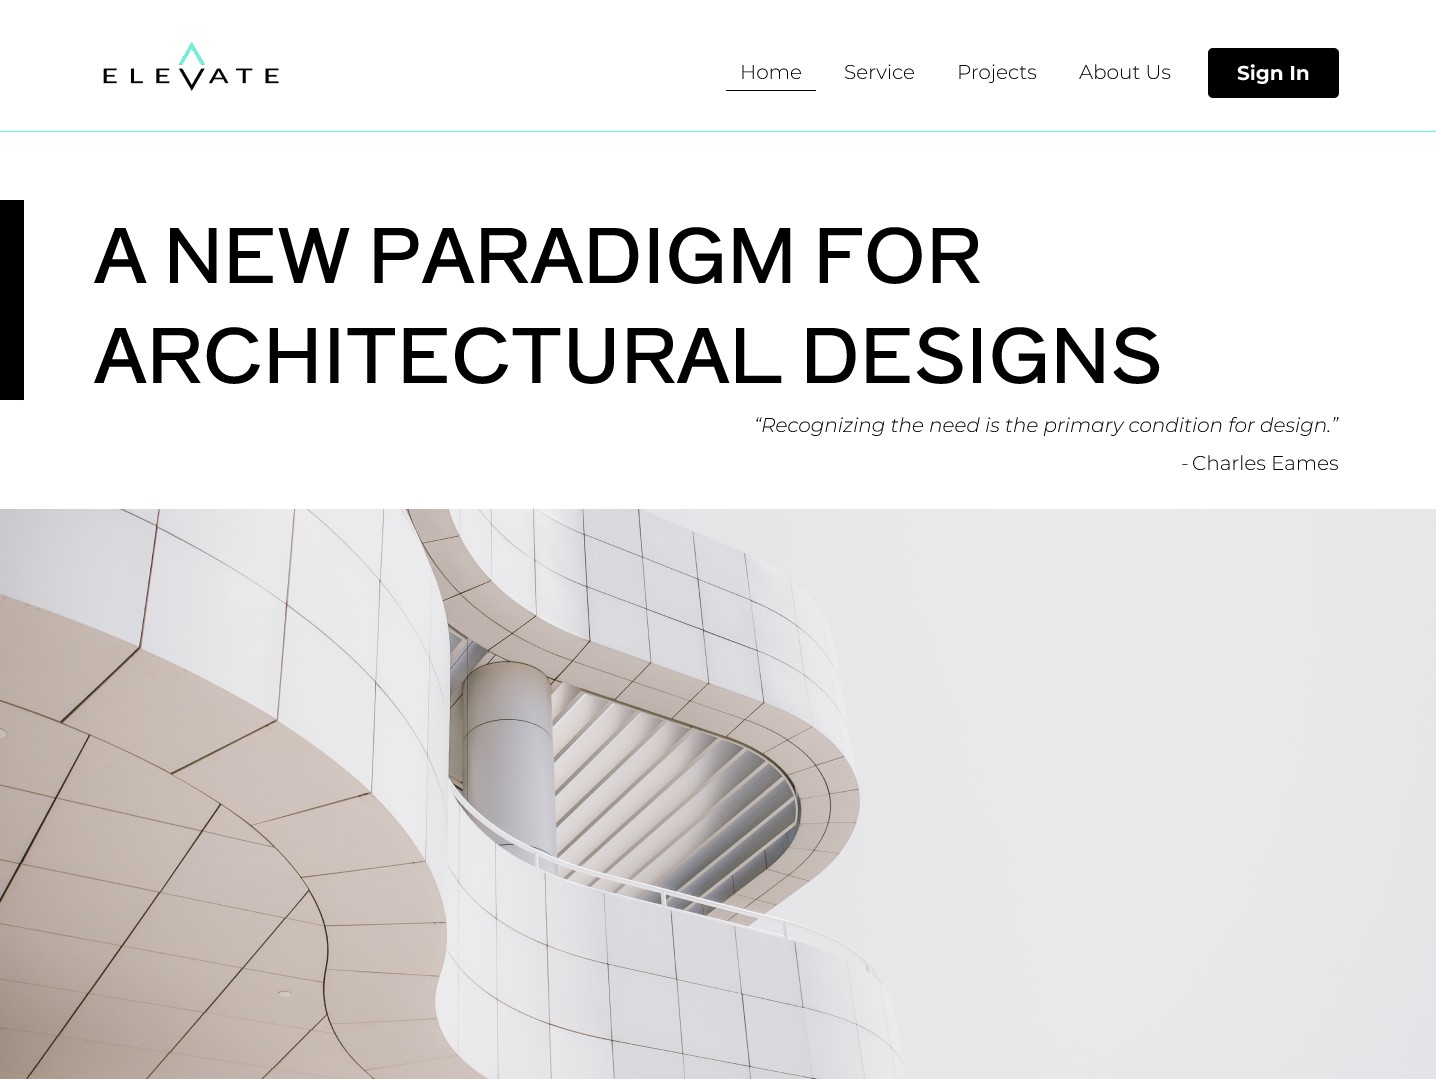 ELEVATE
Home Service Projects About Us Sign In
A NEW PARADIGM FOR
ARCHITECTURAL DESIGNS
“Recognizing the need is the primary condition for design.”
- Charles Eames